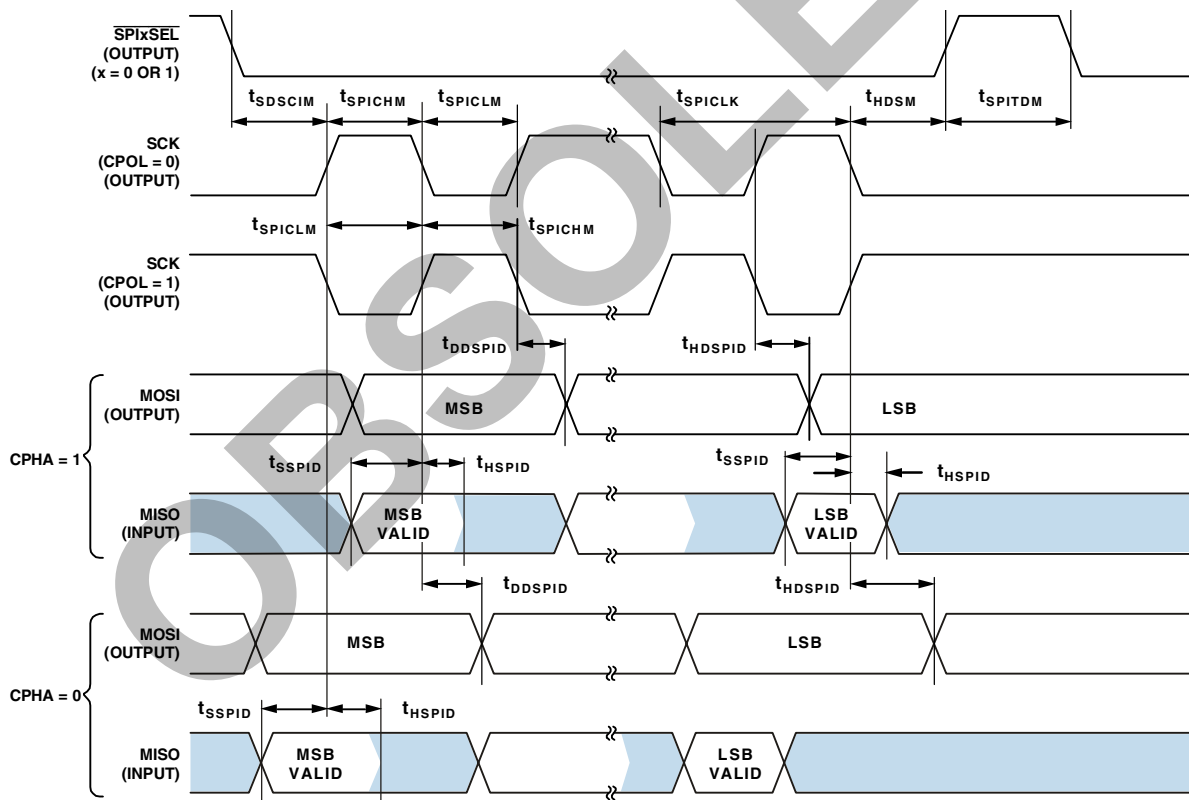 SPIxSEL
(OUTPUT)
(x = 0 OR 1)
tSDSCIM tSPICHM tSPICLM tSPICLK tHDSM tSPITDM
SCK
(CPOL = 0)
(OUTPUT)
tSPICLM tSPICHM
SCK
(CPOL = 1)
(OUTPUT)
tDDSPID tHDSPID
CPHA = 1
MOSI
(OUTPUT)
MSB LSB
tSSPID tHSPID tSSPID tHSPID
MISO
(INPUT)
MSB
VALID
LSB
VALID
tDDSPID tHDSPID
CPHA = 0
MOSI
(OUTPUT)
MSB LSB
tSSPID tHSPID
MISO
(INPUT)
MSB
VALID
LSB
VALID
OBSOLE